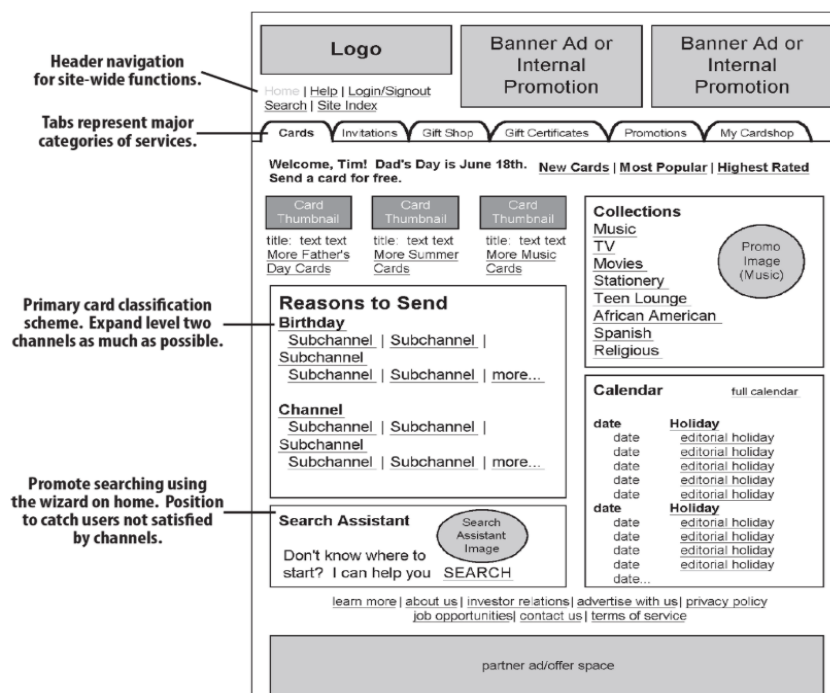 Header navigation
for site-wide functions.
Tabs represent major
categories of services.
Primary card classification
scheme. Expand level two
channels as much as possible.
Promote searching using
the wizard on home. Position
to catch users not satisfied
by channels.
Logo
Banner Ad or
Internal
Promotion
Banner Ad or
Internal
Promotion
Home | Help | Login/Signout
Search | Site Index
Cards
Invitations
Gift Shop
Gift Certificates
Promotions
My Cardshop
Welcome, Tim! Dad's Day is June 18th.
Send a card for free.
New Cards | Most Popular | Highest Rated
Card
Thumbnail
title: text text
More Father's
Day Cards
Card
Thumbnail
title: text text
More Summer
Cards
Card
Thumbnail
title: text text
More Music
Cards
Reasons to Send
Birthday
Subchannel | Subchannel |
Subchannel
Subchannel | Subchannel | more...
Channel
Subchannel | Subchannel |
Subchannel
Subchannel | Subchannel | more...
Search Assistant
Don't know where to
start? I can help you SEARCH
Search
Assistant
Image
Collections
Music
TV
Movies
Stationery
Teen Lounge
African American
Spanish
Religious
Promo
Image
(Music)
Calendar full calendar
date Holiday
date editorial holiday
date editorial holiday
date editorial holiday
date editorial holiday
date editorial holiday
date Holiday
date editorial holiday
date editorial holiday
date editorial holiday
date editorial holiday
date...
learn more | about us | investor relations | advertise with us | privacy policy
job opportunities | contact us | terms of service
partner ad/offer space